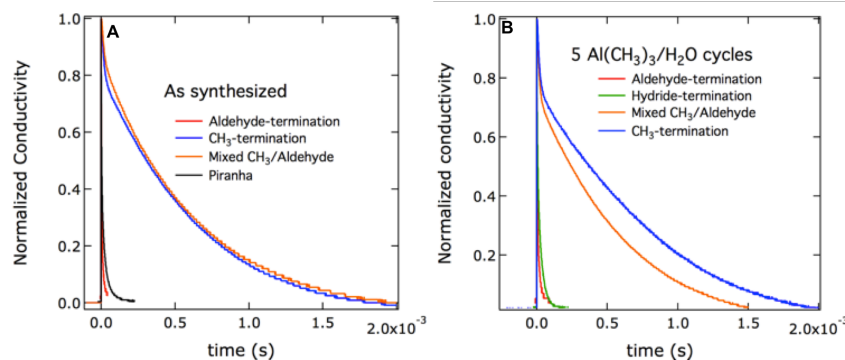 A
As synthesized
Aldehyde-termination
CH₃-termination
Mixed CH₃/Aldehyde
Piranha
Normalized Conductivity
1.0
0.8
0.6
0.4
0.2
0.0
0.0 0.5 1.0 1.5 2.0x10⁻³
time (s)
B
5 Al(CH₃)₃/H₂O cycles
Aldehyde-termination
Hydride-termination
Mixed CH₃/Aldehyde
CH₃-termination
Normalized conductivity
1.0
0.8
0.6
0.4
0.2
0.0 0.5 1.0 1.5 2.0x10⁻³
time (s)